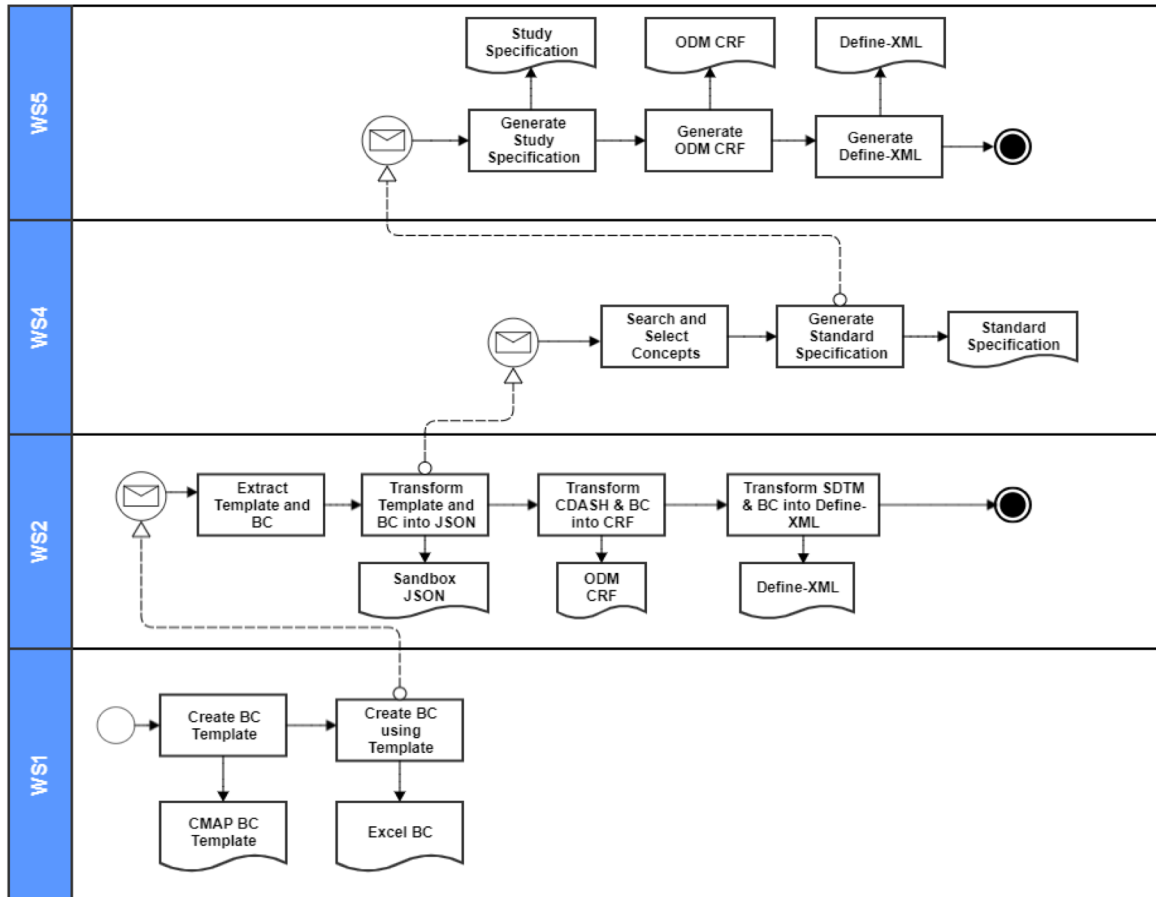 WS5
Study
Specification
ODM CRF
Define-XML
Generate
Study
Specification
Generate
ODM CRF
Generate
Define-XML
WS4
Search and
Select
Concepts
Generate
Standard
Specification
Standard
Specification
WS2
Extract
Template and
BC
Transform
Template and
BC into JSON
Transform
CDASH & BC
into CRF
Transform SDTM
& BC into Define-
XML
Sandbox
JSON
ODM
CRF
Define-XML
WS1
Create BC
Template
Create BC
using
Template
CMAP BC
Template
Excel BC